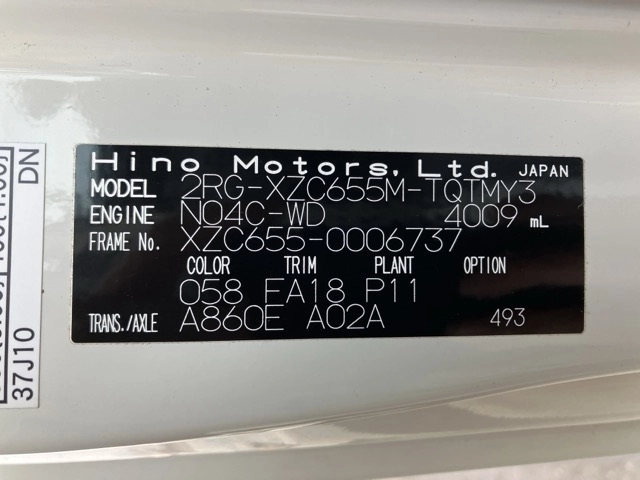 Hino Motors, Ltd. JAPAN
MODEL 2RG-XZC655M-TQTMY3
ENGINE N04C-WD 4009 mL
FRAME No. XZC655-0006737
COLOR TRIM PLANT OPTION
058 FA18 P11
TRANS./AXLE A860E A02A 493
DN
37J10